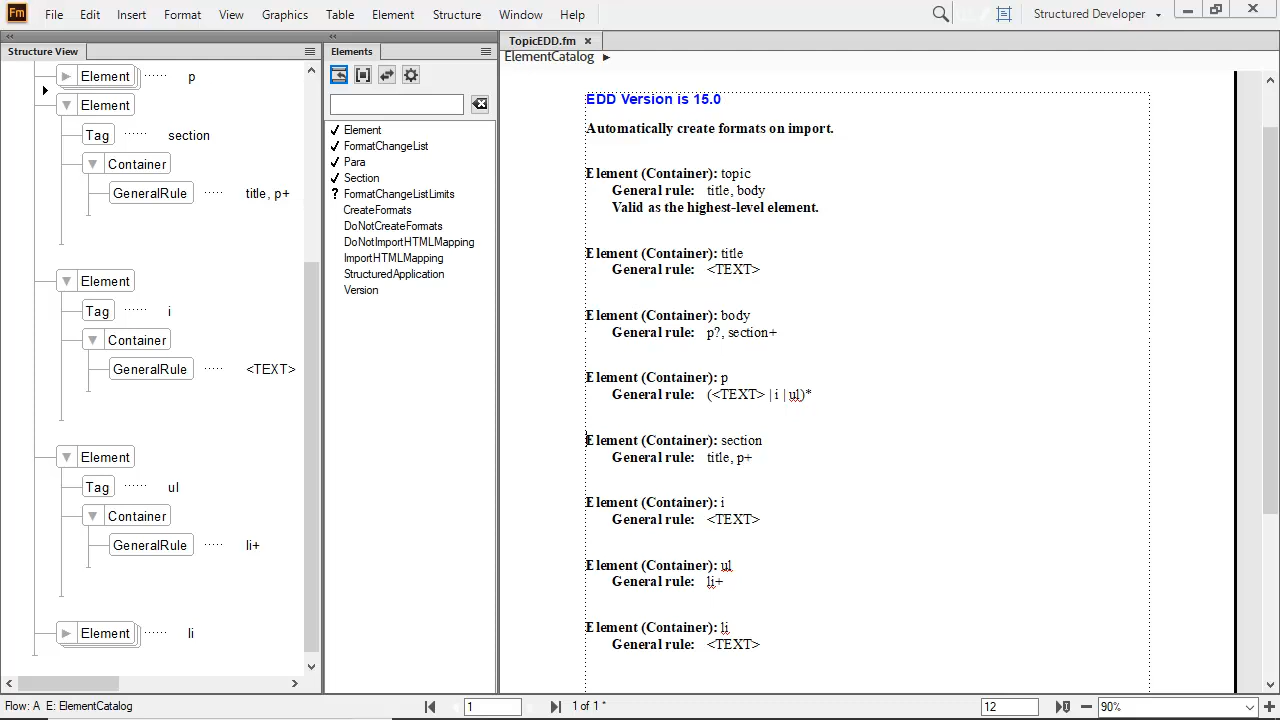 Fm File Edit Insert Format View Graphics Table Element Structure Window Help Structured Developer
Structure View
Element p
Element
Tag section
Container
GeneralRule title, p+
Element
Tag i
Container
GeneralRule <TEXT>
Element
Tag ul
Container
GeneralRule li+
Element li
Elements
Element
FormatChangeList
Para
Section
FormatChangeListLimits
CreateFormats
DoNotCreateFormats
DoNotImportHTMLMapping
ImportHTMLMapping
StructuredApplication
Version
TopicEDD.fm
ElementCatalog
EDD Version is 15.0
Automatically create formats on import.
Element (Container): topic
General rule: title, body
Valid as the highest-level element.
Element (Container): title
General rule: <TEXT>
Element (Container): body
General rule: p?, section+
Element (Container): p
General rule: (<TEXT> | i | ul)*
Element (Container): section
General rule: title, p+
Element (Container): i
General rule: <TEXT>
Element (Container): ul
General rule: li+
Element (Container): li
General rule: <TEXT>
Flow: A E: ElementCatalog 1 1 of 1 * 12 90%